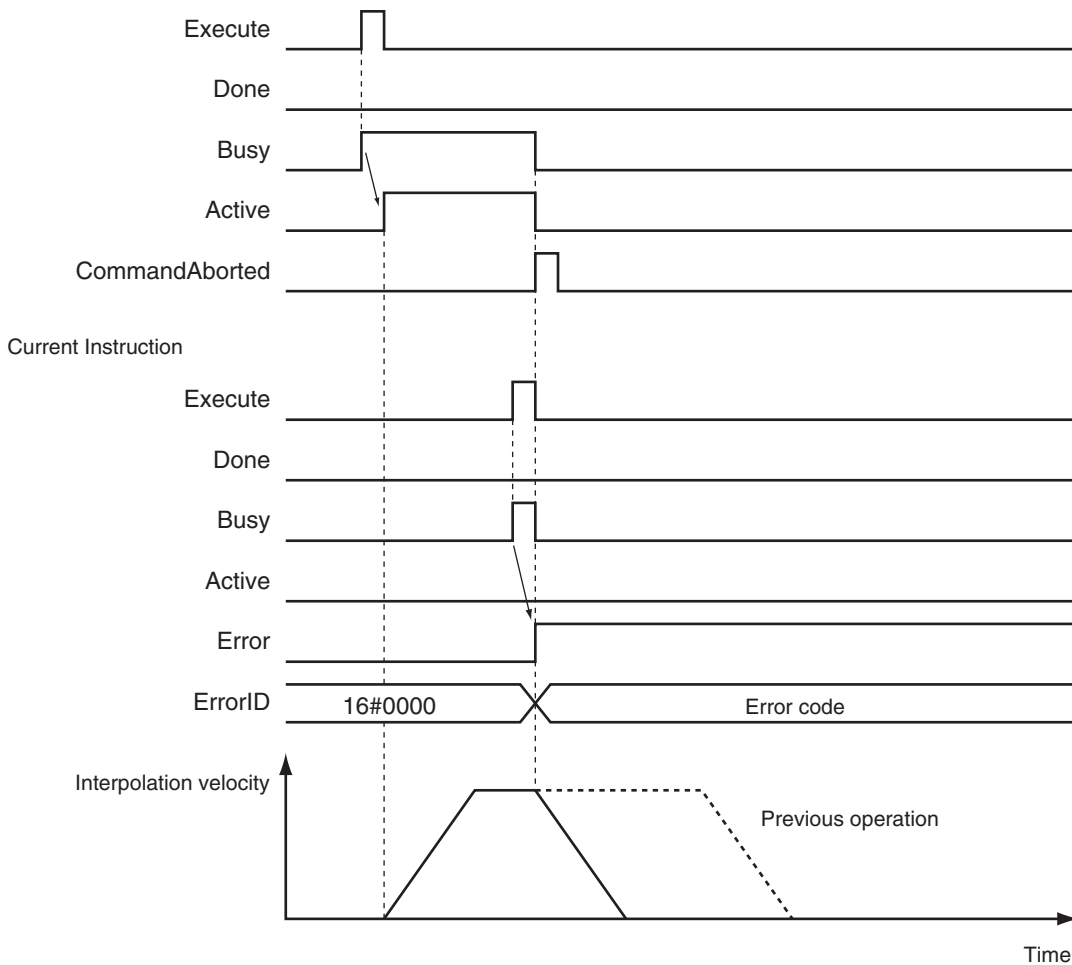 Execute
Done
Busy
Active
CommandAborted
Current Instruction
Execute
Done
Busy
Active
Error
ErrorID 16#0000 Error code
Interpolation velocity
Previous operation
Time